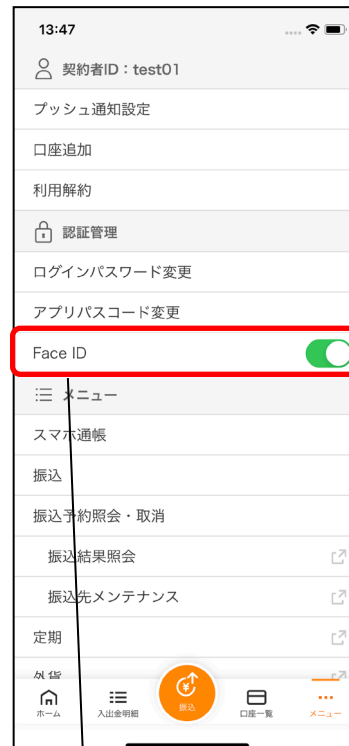 13:47
契約者ID：test01
プッシュ通知設定
口座追加
利用解約
認証管理
ログインパスワード変更
アプリパスコード変更
Face ID
メニュー
スマホ通帳
振込
振込予約照会・取消
振込結果照会
振込先メンテナンス
定期
外貨
ホーム
入出金明細
振込
口座一覧
メニュー